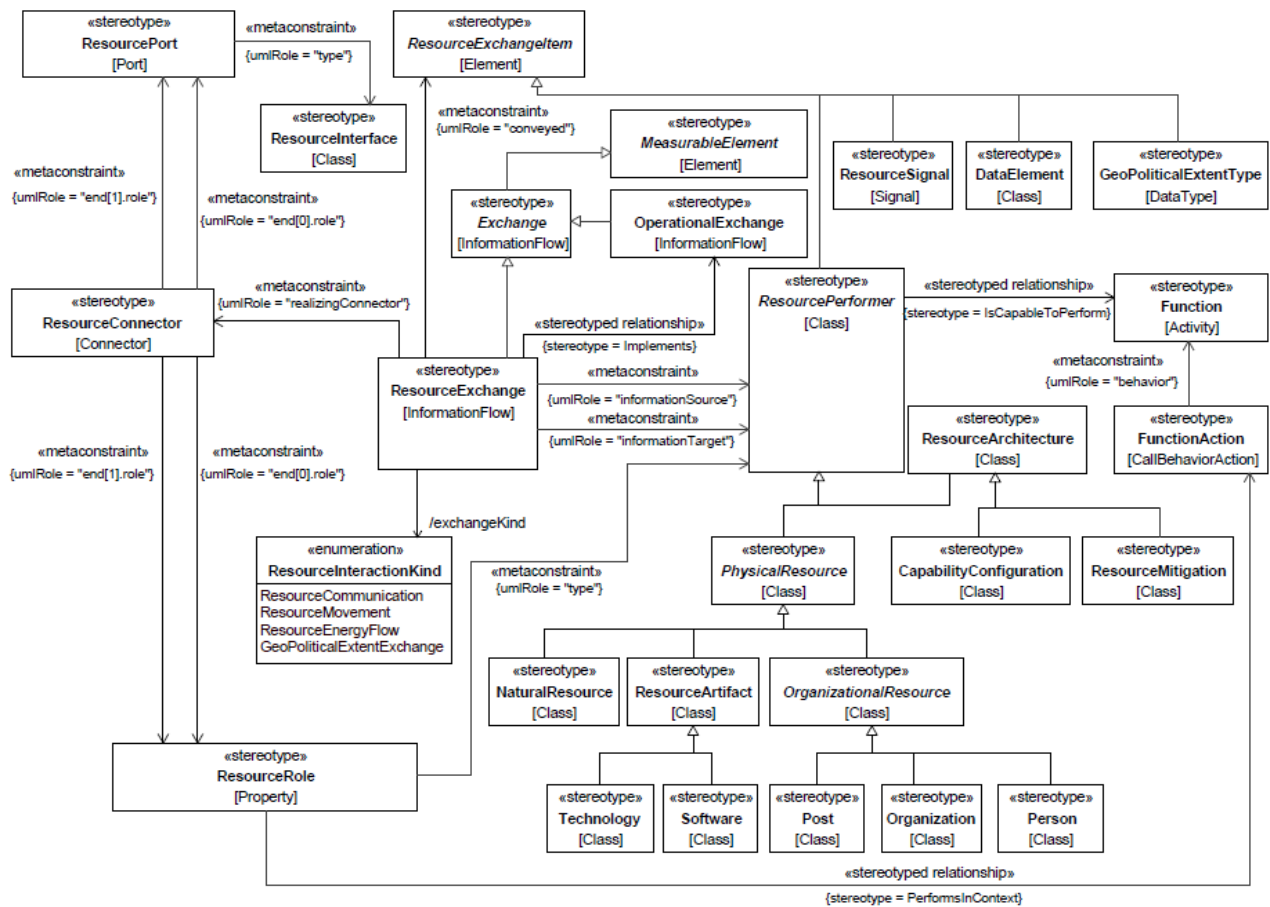 «stereotype»
ResourcePort
[Port]
«metaconstraint»
{umlRole = "type"}
«stereotype»
ResourceExchangeItem
[Element]
«stereotype»
ResourceInterface
[Class]
«metaconstraint»
{umlRole = "conveyed"}
«stereotype»
MeasurableElement
[Element]
«stereotype»
ResourceSignal
[Signal]
«stereotype»
DataElement
[Class]
«stereotype»
GeoPoliticalExtentType
[DataType]
«metaconstraint»
{umlRole = "end[1].role"}
«metaconstraint»
{umlRole = "end[0].role"}
«stereotype»
Exchange
[InformationFlow]
«stereotype»
OperationalExchange
[InformationFlow]
«stereotype»
ResourceConnector
[Connector]
«metaconstraint»
{umlRole = "realizingConnector"}
«stereotyped relationship»
{stereotype = Implements}
«stereotype»
ResourcePerformer
[Class]
«stereotyped relationship»
{stereotype = IsCapableToPerform}
«stereotype»
Function
[Activity]
«metaconstraint»
{umlRole = "behavior"}
«stereotype»
ResourceExchange
[InformationFlow]
«metaconstraint»
{umlRole = "informationSource"}
«metaconstraint»
{umlRole = "informationTarget"}
«stereotype»
ResourceArchitecture
[Class]
«stereotype»
FunctionAction
[CallBehaviorAction]
«metaconstraint»
{umlRole = "end[1].role"}
«metaconstraint»
{umlRole = "end[0].role"}
/exchangeKind
«enumeration»
ResourceInteractionKind
ResourceCommunication
ResourceMovement
ResourceEnergyFlow
GeoPoliticalExtentExchange
«metaconstraint»
{umlRole = "type"}
«stereotype»
PhysicalResource
[Class]
«stereotype»
CapabilityConfiguration
[Class]
«stereotype»
ResourceMitigation
[Class]
«stereotype»
NaturalResource
[Class]
«stereotype»
ResourceArtifact
[Class]
«stereotype»
OrganizationalResource
[Class]
«stereotype»
ResourceRole
[Property]
«stereotype»
Technology
[Class]
«stereotype»
Software
[Class]
«stereotype»
Post
[Class]
«stereotype»
Organization
[Class]
«stereotype»
Person
[Class]
«stereotyped relationship»
{stereotype = PerformsInContext}